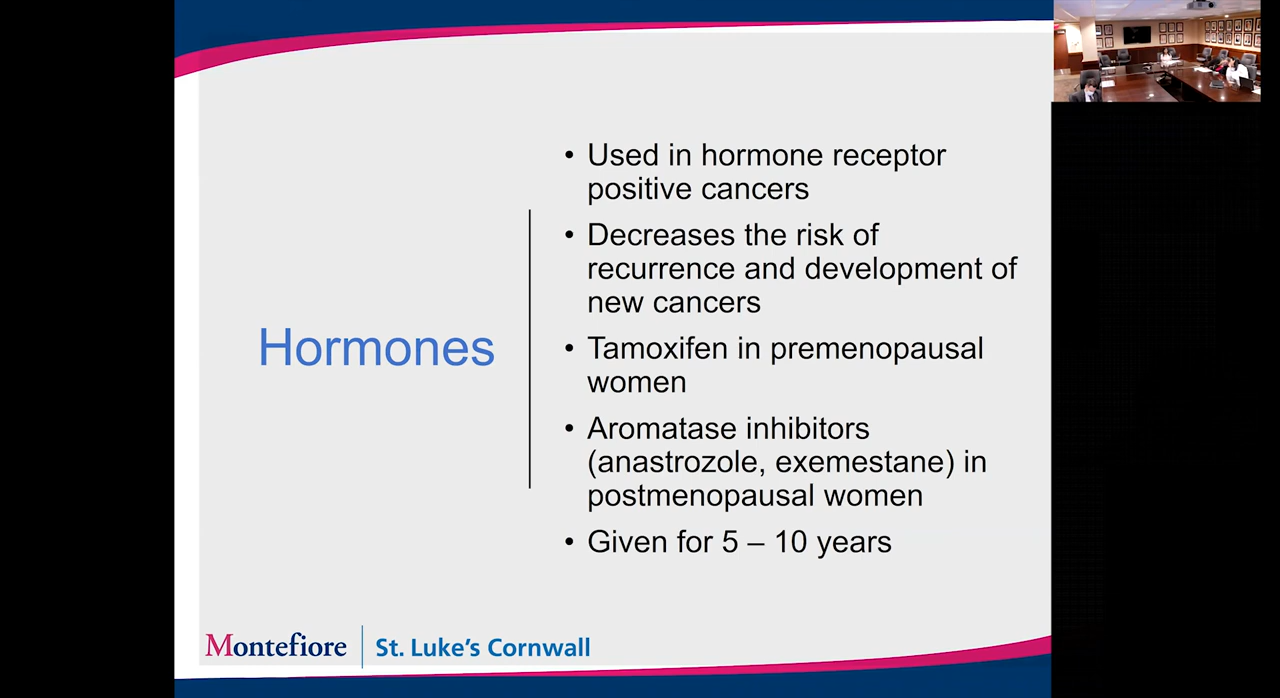 Hormones
• Used in hormone receptor
positive cancers
• Decreases the risk of
recurrence and development of
new cancers
• Tamoxifen in premenopausal
women
• Aromatase inhibitors
(anastrozole, exemestane) in
postmenopausal women
• Given for 5 – 10 years
Montefiore | St. Luke's Cornwall